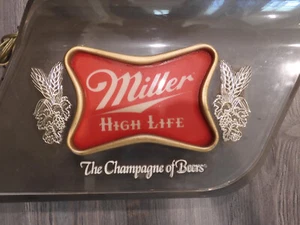 Miller
HIGH LIFE
The Champagne of Beers